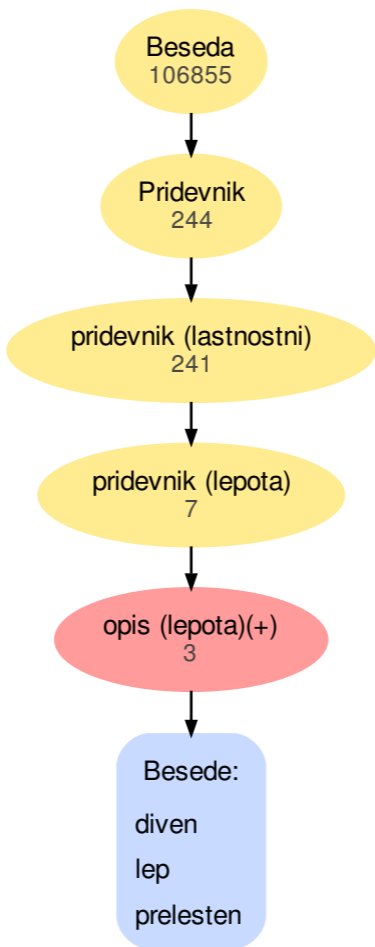 Beseda
106855
Pridevnik
244
pridevnik (lastnostni)
241
pridevnik (lepota)
7
opis (lepota)(+)
3
Besede:
diven
lep
prelesten